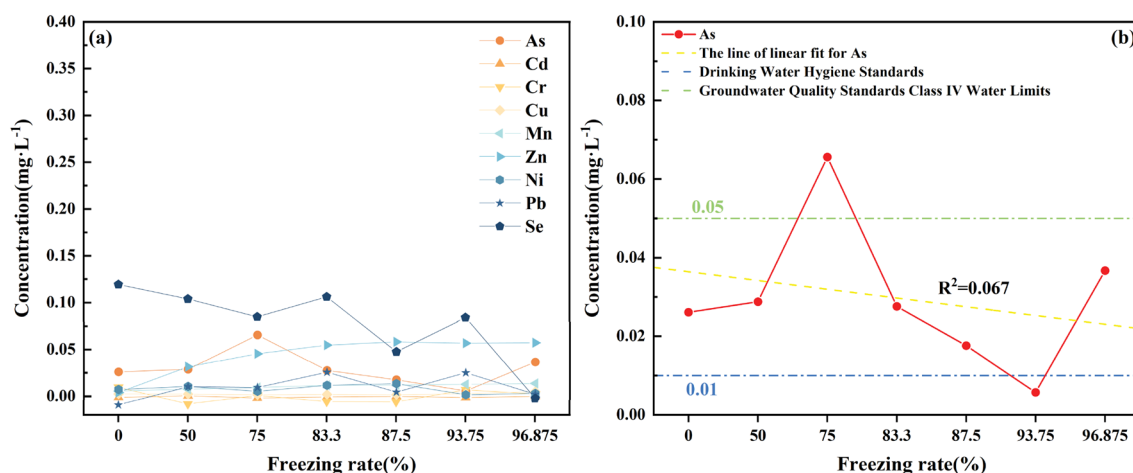 (a)
0.40
0.35
0.30
0.25
0.20
0.15
0.10
0.05
0.00
Concentration(mg·L⁻¹)
As
Cd
Cr
Cu
Mn
Zn
Ni
Pb
Se
0 50 75 83.3 87.5 93.75 96.875
Freezing rate(%)
(b)
0.10
0.08
0.06
0.04
0.02
0.00
Concentration(mg·L⁻¹)
As
The line of linear fit for As
Drinking Water Hygiene Standards
Groundwater Quality Standards Class IV Water Limits
0.05
R²=0.067
0.01
0 50 75 83.3 87.5 93.75 96.875
Freezing rate(%)